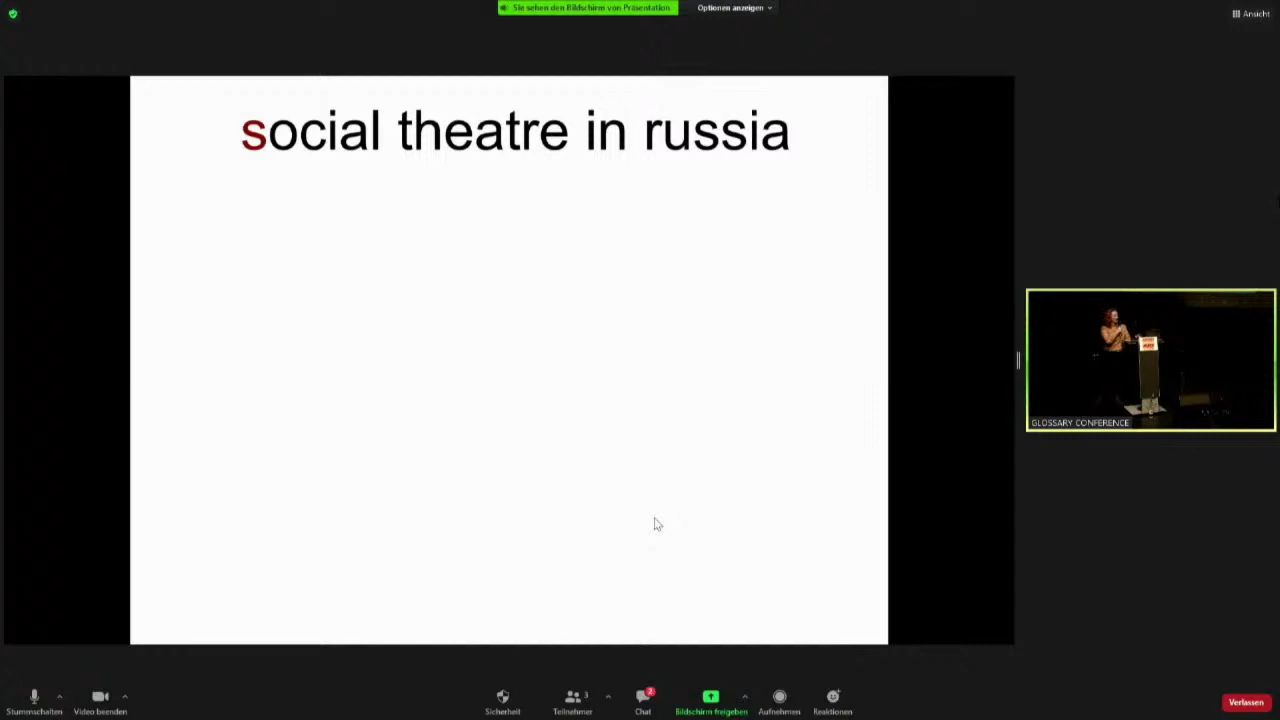 Sie sehen den Bildschirm von Präsentation
Optionen anzeigen
Ansicht
social theatre in russia
GLOSSARY CONFERENCE
Stummschalten
Video beenden
Sicherheit
3
Teilnehmer
2
Chat
Bildschirm freigeben
Aufnehmen
Reaktionen
Verlassen